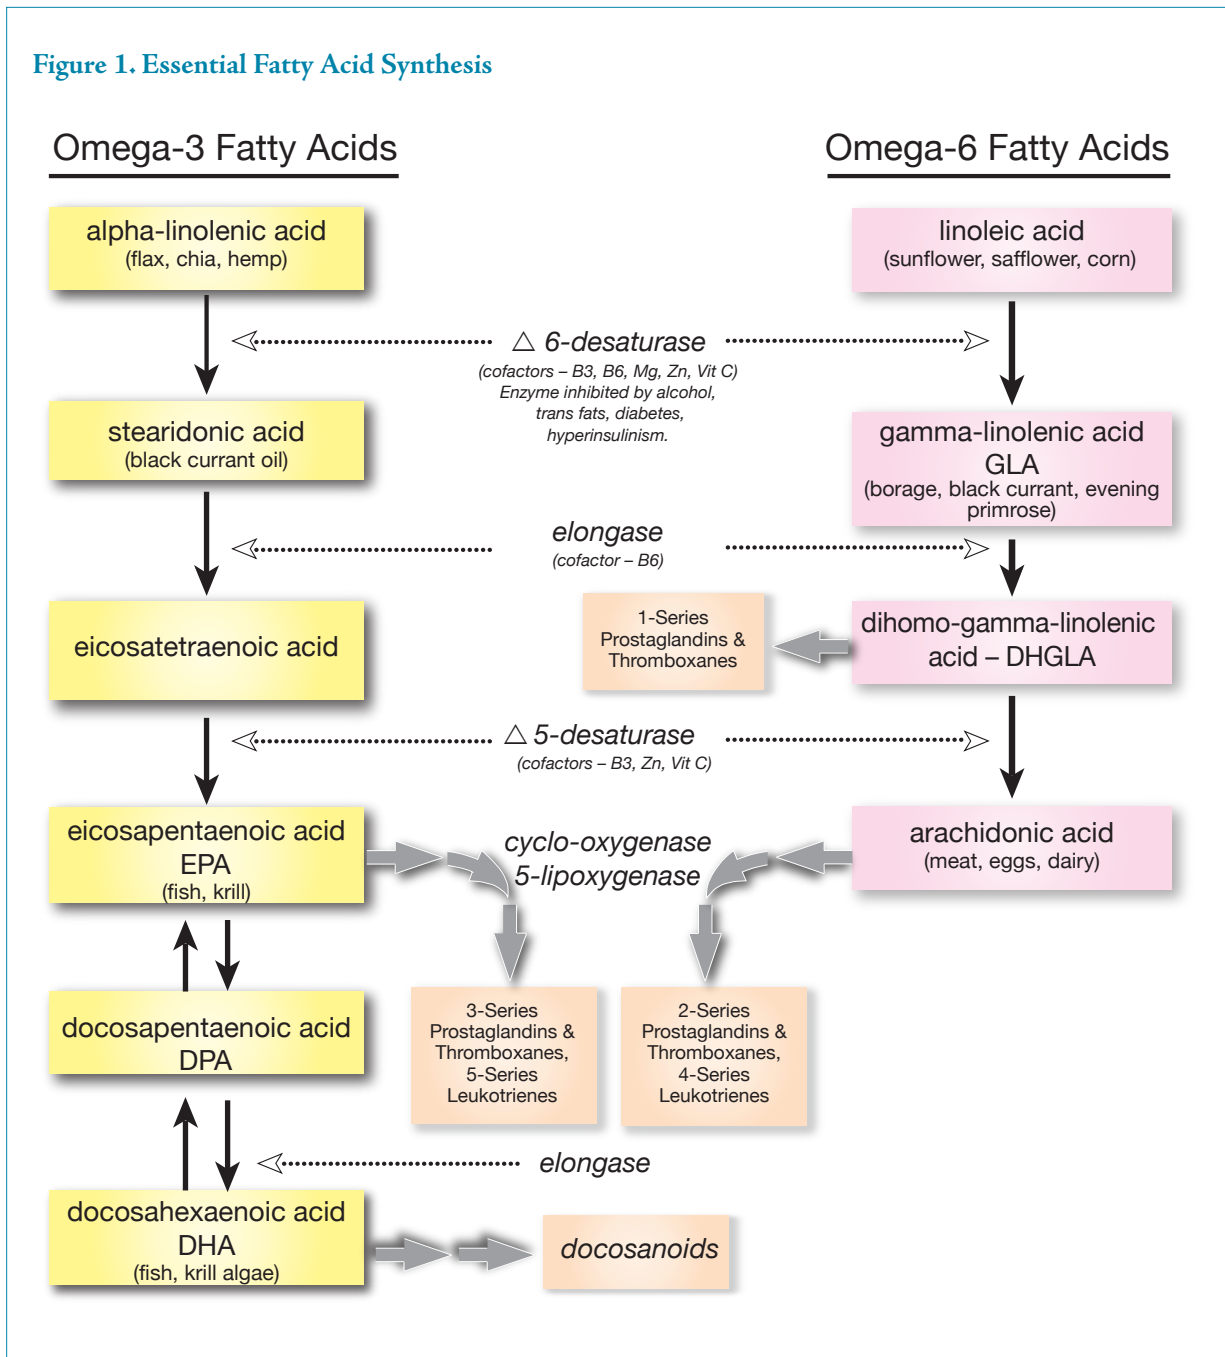 Figure 1. Essential Fatty Acid Synthesis
Omega-3 Fatty Acids
Omega-6 Fatty Acids
alpha-linolenic acid
(flax, chia, hemp)
linoleic acid
(sunflower, safflower, corn)
△ 6-desaturase
(cofactors – B3, B6, Mg, Zn, Vit C)
Enzyme inhibited by alcohol,
trans fats, diabetes,
hyperinsulinism.
stearidonic acid
(black currant oil)
gamma-linolenic acid
GLA
(borage, black currant, evening
primrose)
elongase
(cofactor – B6)
eicosatetraenoic acid
1-Series
Prostaglandins &
Thromboxanes
dihomo-gamma-linolenic
acid – DHGLA
△ 5-desaturase
(cofactors – B3, Zn, Vit C)
eicosapentaenoic acid
EPA
(fish, krill)
cyclo-oxygenase
5-lipoxygenase
arachidonic acid
(meat, eggs, dairy)
docosapentaenoic acid
DPA
3-Series
Prostaglandins &
Thromboxanes,
5-Series
Leukotrienes
2-Series
Prostaglandins &
Thromboxanes,
4-Series
Leukotrienes
elongase
docosahexaenoic acid
DHA
(fish, krill algae)
docosanoids